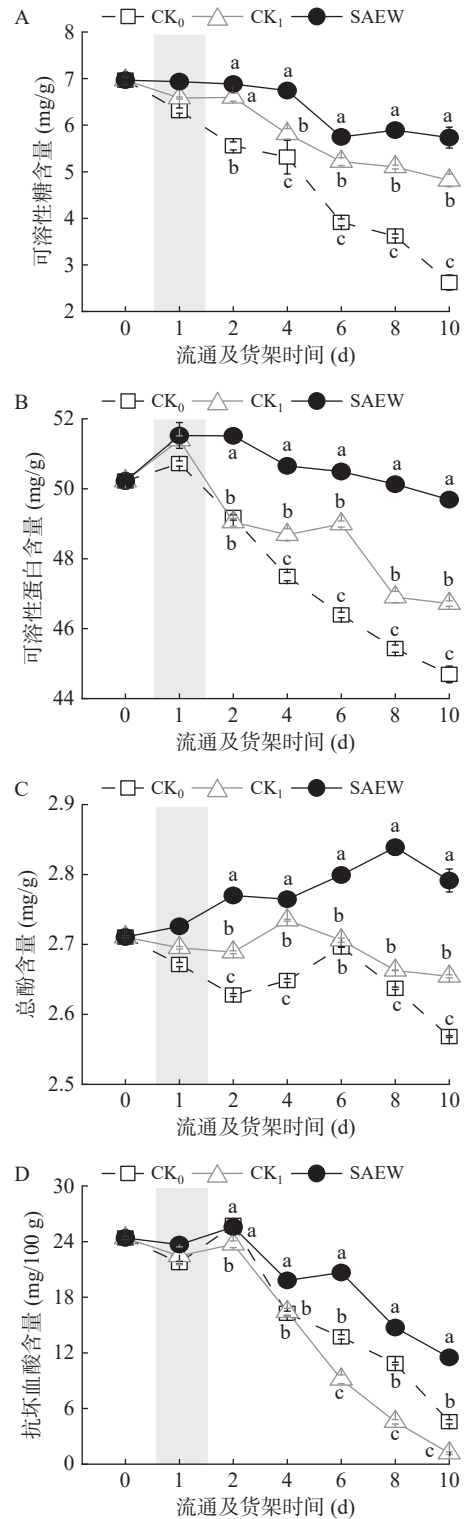 A
CK₀ CK₁ SAEW
可溶性糖含量 (mg/g)
8
7
6
5
4
3
2
a a a a a
a b b b b
b c c c c
0 1 2 4 6 8 10
流通及货架时间 (d)
B
CK₀ CK₁ SAEW
可溶性蛋白含量 (mg/g)
52
50
48
46
44
a a a a a
b b b b b
b c c c c
0 1 2 4 6 8 10
流通及货架时间 (d)
C
CK₀ CK₁ SAEW
总酚含量 (mg/g)
2.9
2.8
2.7
2.6
2.5
a a a a a
b b b b b
c c b c c
0 1 2 4 6 8 10
流通及货架时间 (d)
D
CK₀ CK₁ SAEW
抗坏血酸含量 (mg/100 g)
30
24
18
12
6
0
a a a a a
a b b b b
b b c c c
0 1 2 4 6 8 10
流通及货架时间 (d)